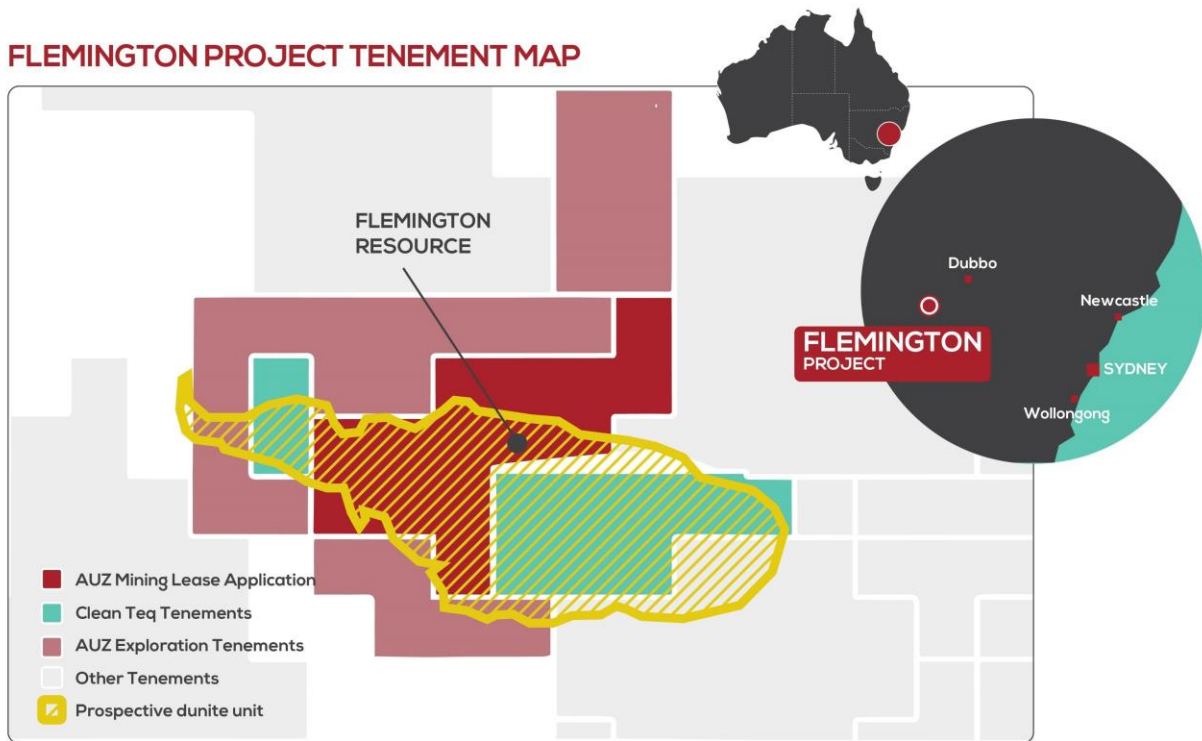 FLEMINGTON PROJECT TENEMENT MAP
FLEMINGTON
RESOURCE
Dubbo
Newcastle
FLEMINGTON
PROJECT
SYDNEY
Wollongong
AUZ Mining Lease Application
Clean Teq Tenements
AUZ Exploration Tenements
Other Tenements
Prospective dunite unit